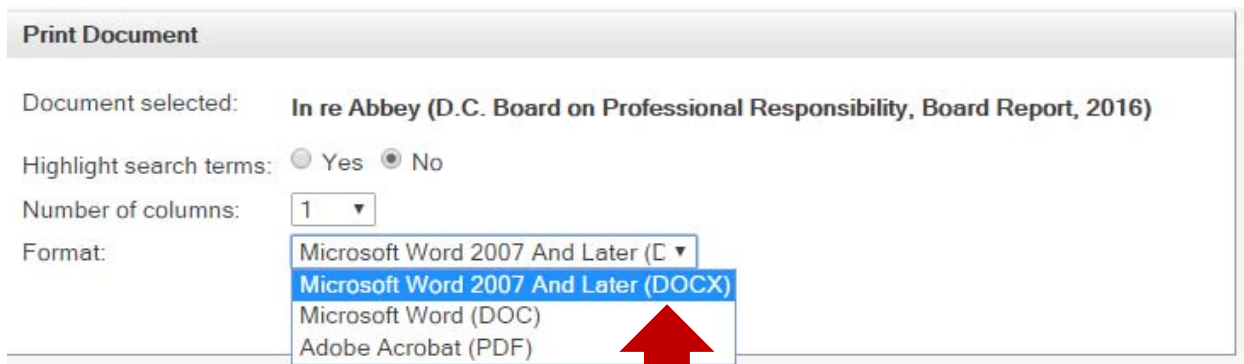 Print Document
Document selected: In re Abbey (D.C. Board on Professional Responsibility, Board Report, 2016)
Highlight search terms: Yes No
Number of columns: 1
Format: Microsoft Word 2007 And Later (D
Microsoft Word 2007 And Later (DOCX)
Microsoft Word (DOC)
Adobe Acrobat (PDF)